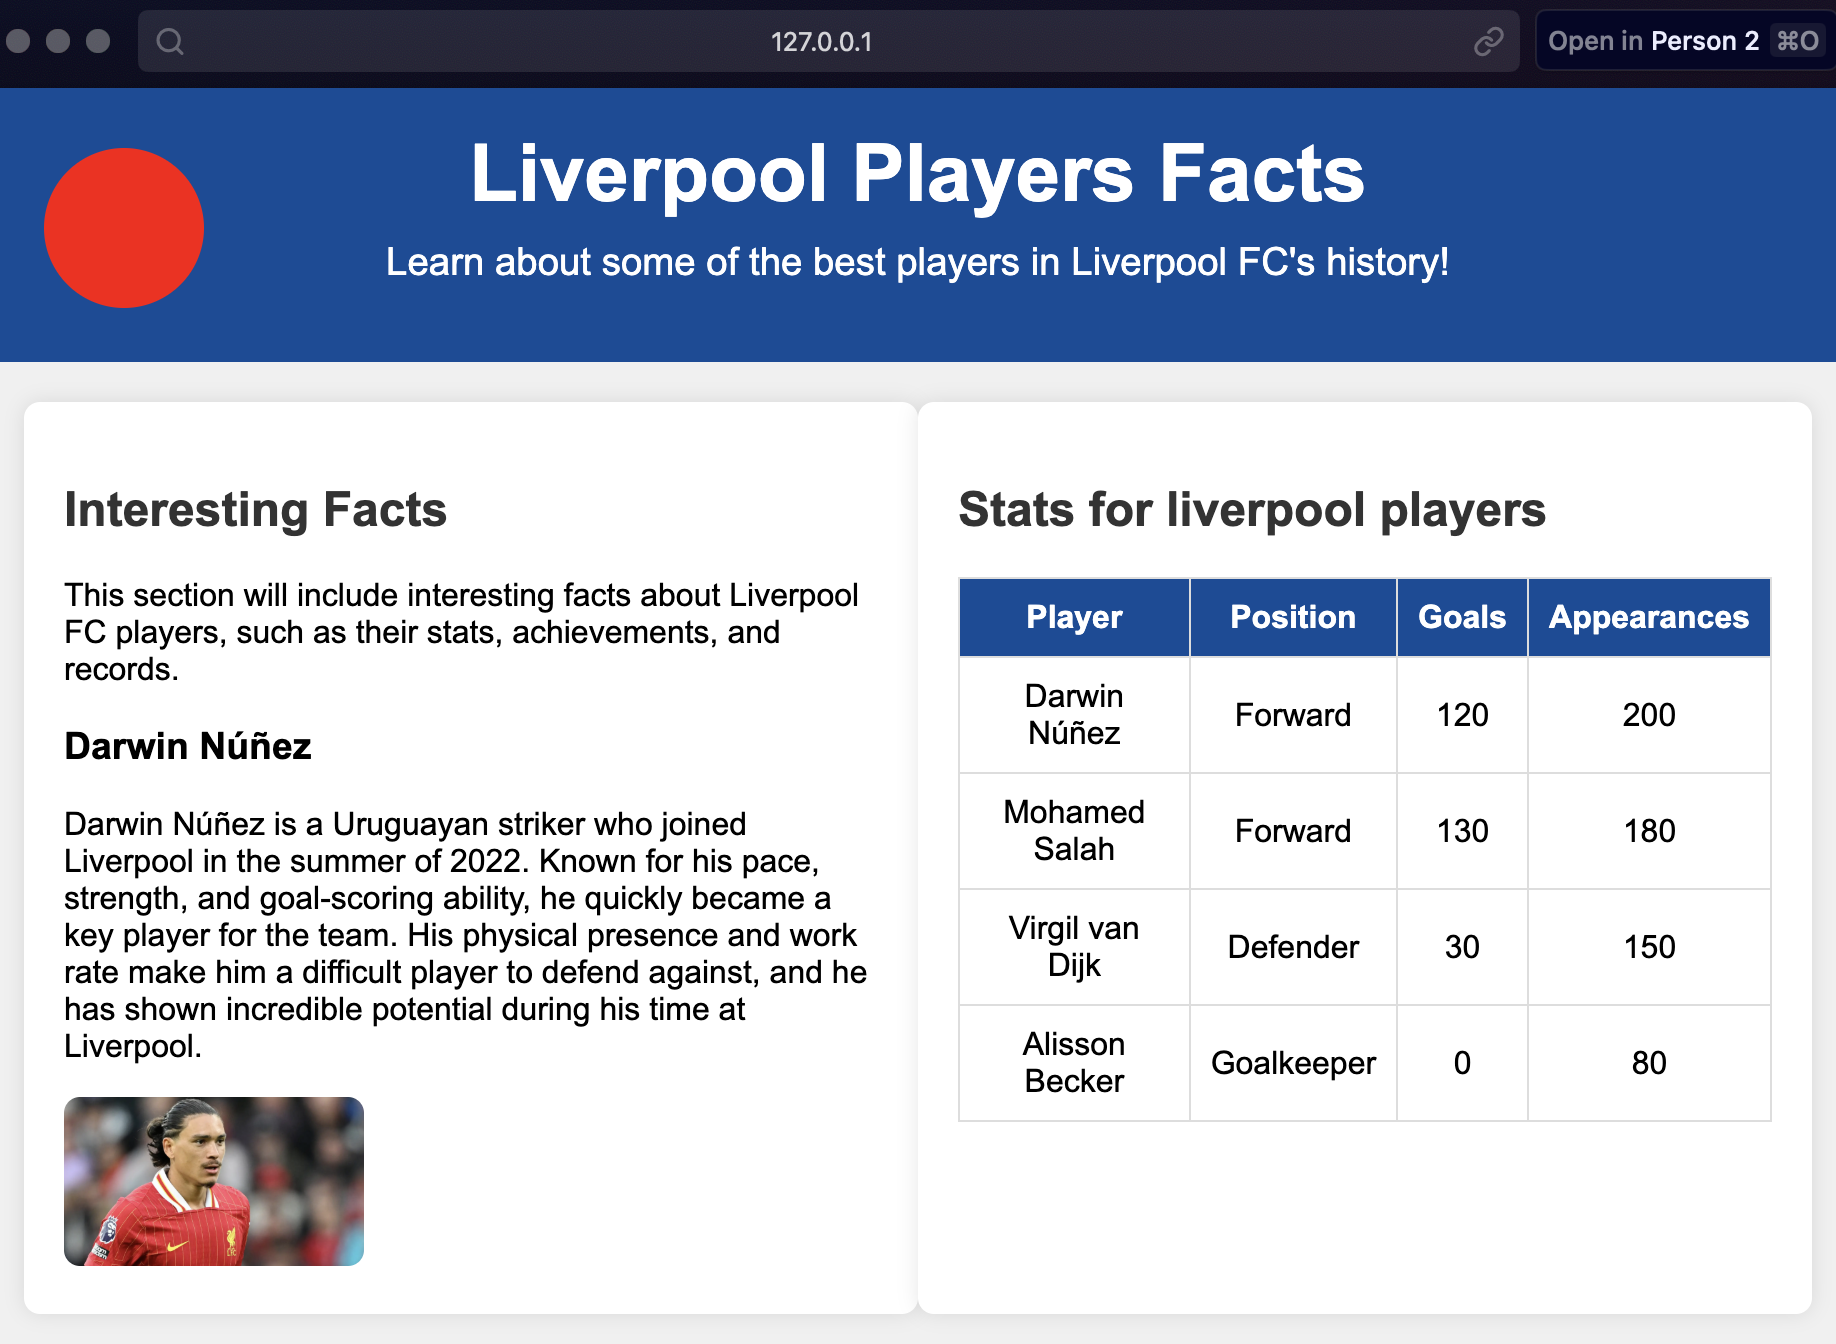 127.0.0.1
Open in Person 2 ⌘O
Liverpool Players Facts
Learn about some of the best players in Liverpool FC's history!
Interesting Facts
This section will include interesting facts about Liverpool
FC players, such as their stats, achievements, and
records.
Darwin Núñez
Darwin Núñez is a Uruguayan striker who joined
Liverpool in the summer of 2022. Known for his pace,
strength, and goal-scoring ability, he quickly became a
key player for the team. His physical presence and work
rate make him a difficult player to defend against, and he
has shown incredible potential during his time at
Liverpool.
Stats for liverpool players
Player Position Goals Appearances
Darwin
Núñez Forward 120 200
Mohamed
Salah Forward 130 180
Virgil van
Dijk Defender 30 150
Alisson
Becker Goalkeeper 0 80